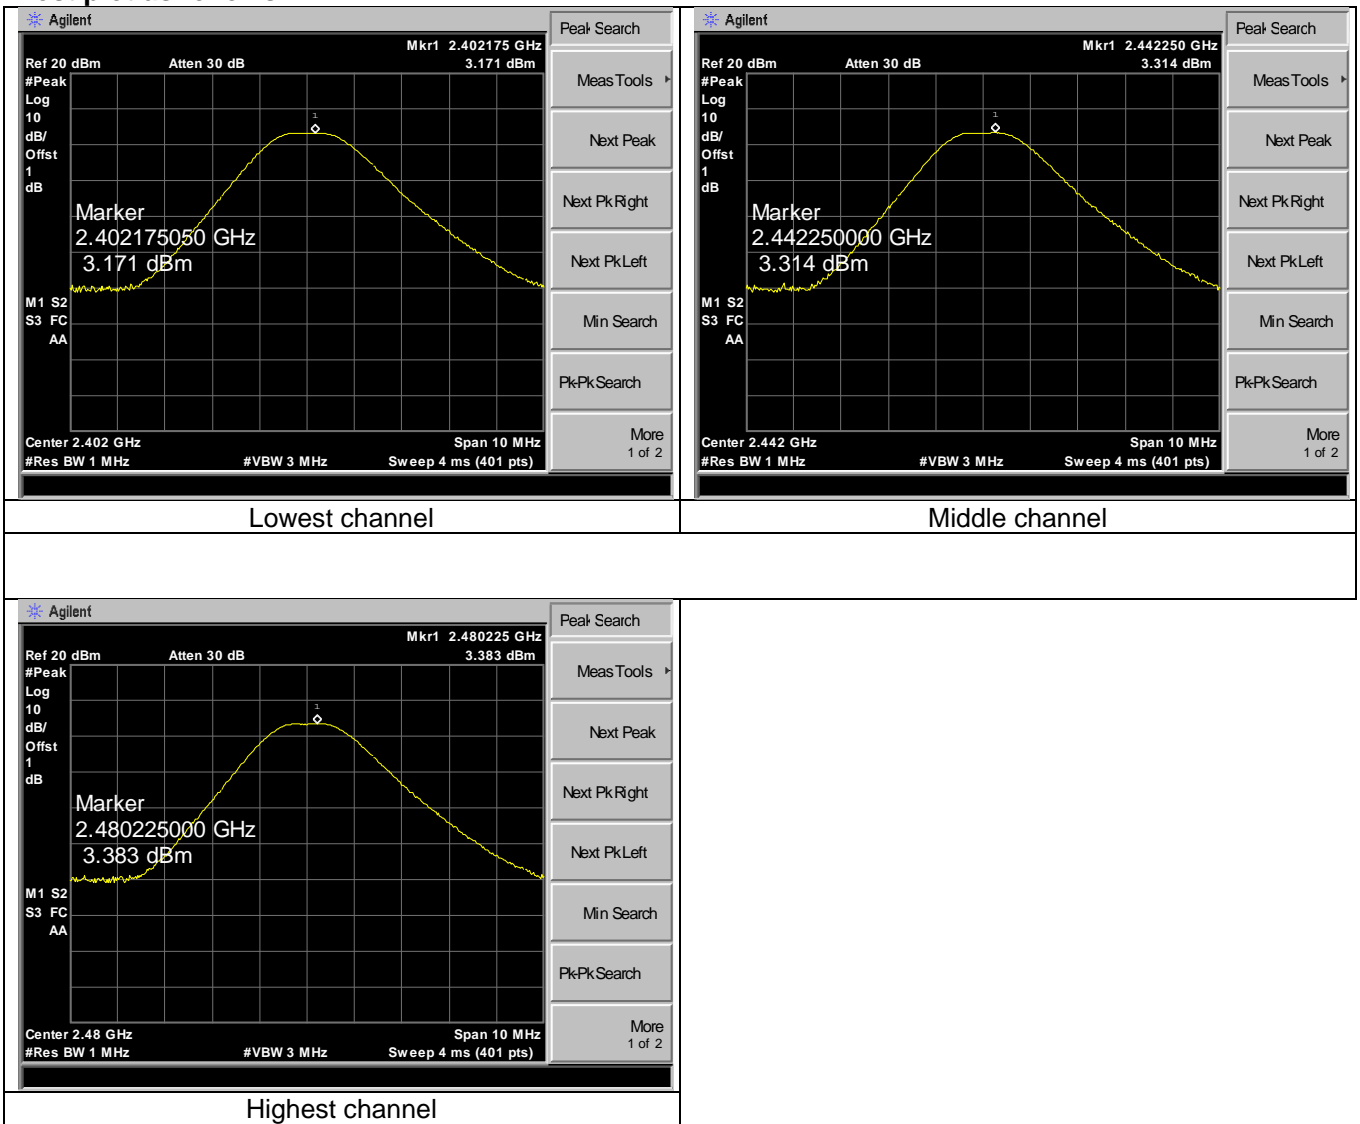 Agilent
Peak Search
Mkr1 2.402175 GHz
Ref 20 dBm Atten 30 dB 3.171 dBm
#Peak
Log
10
dB/
Offst
1
dB
1
Marker
2.402175050 GHz
3.171 dBm
M1 S2
S3 FC
AA
Center 2.402 GHz Span 10 MHz
#Res BW 1 MHz #VBW 3 MHz Sweep 4 ms (401 pts)
Meas Tools
Next Peak
Next Pk Right
Next Pk Left
Min Search
Pk-Pk Search
More
1 of 2
Lowest channel
Agilent
Peak Search
Mkr1 2.442250 GHz
Ref 20 dBm Atten 30 dB 3.314 dBm
#Peak
Log
10
dB/
Offst
1
dB
1
Marker
2.442250000 GHz
3.314 dBm
M1 S2
S3 FC
AA
Center 2.442 GHz Span 10 MHz
#Res BW 1 MHz #VBW 3 MHz Sweep 4 ms (401 pts)
Meas Tools
Next Peak
Next Pk Right
Next Pk Left
Min Search
Pk-Pk Search
More
1 of 2
Middle channel
Agilent
Peak Search
Mkr1 2.480225 GHz
Ref 20 dBm Atten 30 dB 3.383 dBm
#Peak
Log
10
dB/
Offst
1
dB
1
Marker
2.480225000 GHz
3.383 dBm
M1 S2
S3 FC
AA
Center 2.48 GHz Span 10 MHz
#Res BW 1 MHz #VBW 3 MHz Sweep 4 ms (401 pts)
Meas Tools
Next Peak
Next Pk Right
Next Pk Left
Min Search
Pk-Pk Search
More
1 of 2
Highest channel